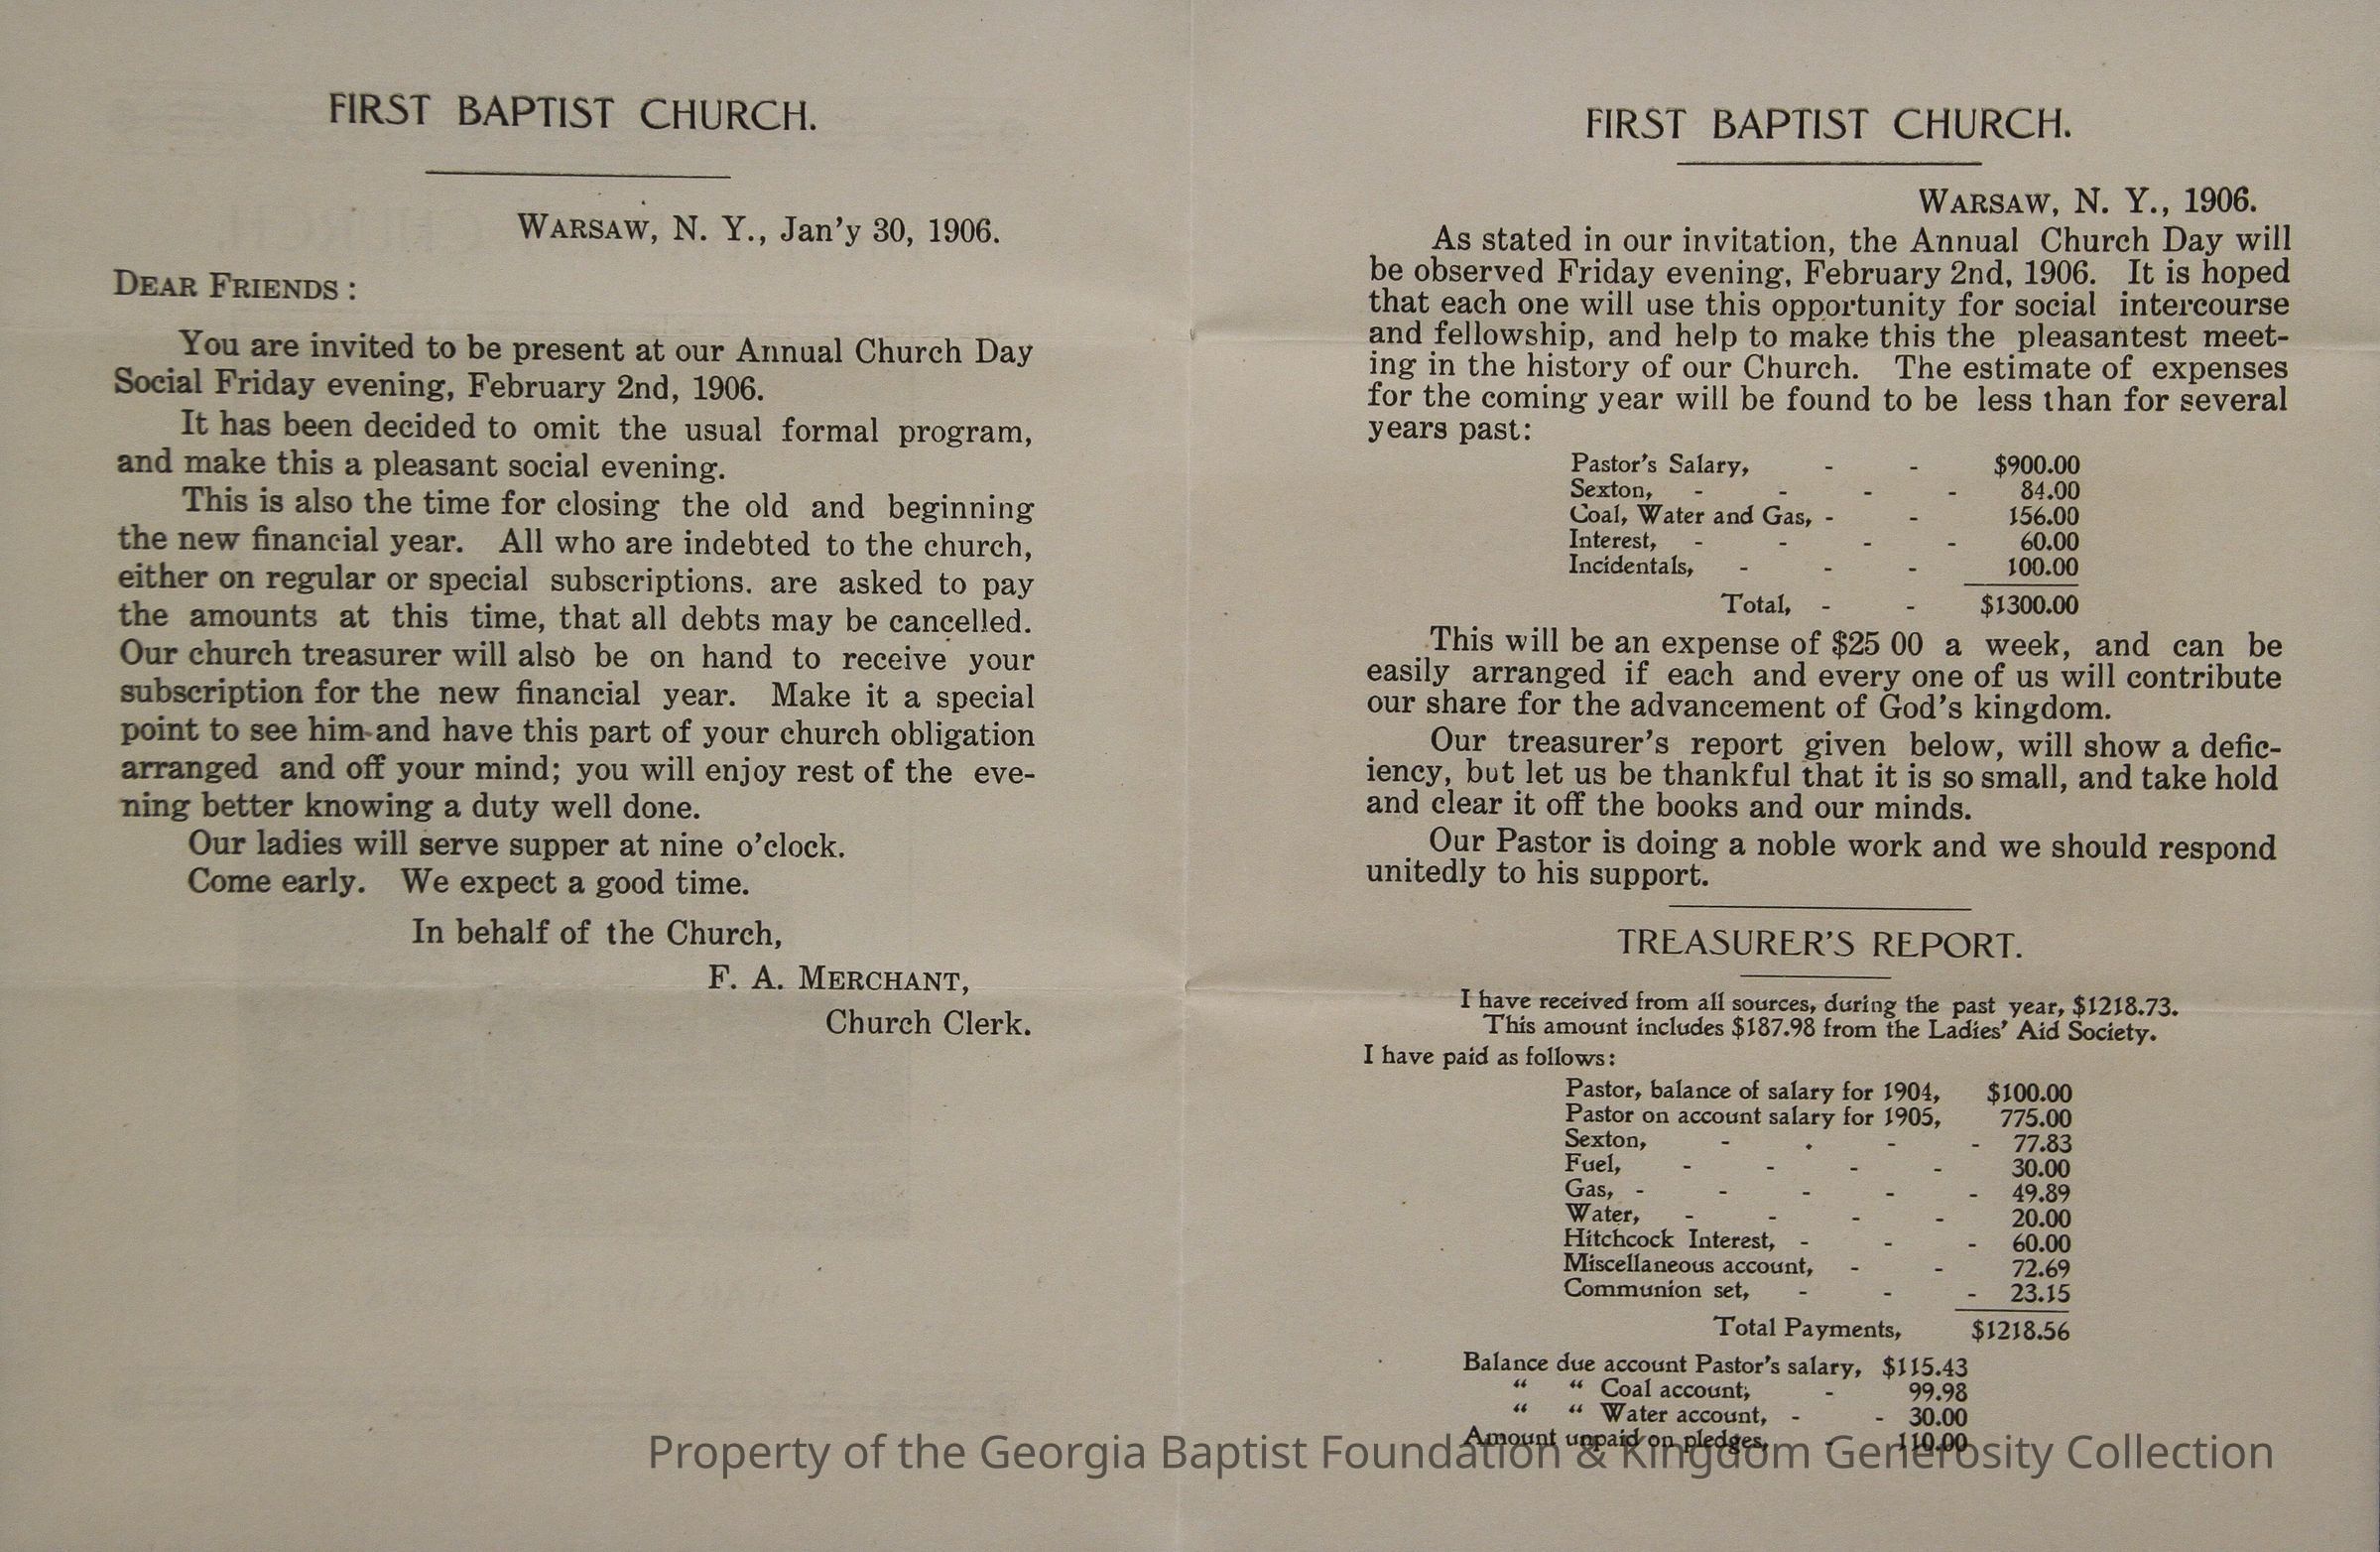 FIRST BAPTIST CHURCH.
WARSAW, N. Y., Jan'y 30, 1906.
DEAR FRIENDS :
You are invited to be present at our Annual Church Day
Social Friday evening, February 2nd, 1906.
It has been decided to omit the usual formal program,
and make this a pleasant social evening.
This is also the time for closing the old and beginning
the new financial year. All who are indebted to the church,
either on regular or special subscriptions. are asked to pay
the amounts at this time, that all debts may be cancelled.
Our church treasurer will also be on hand to receive your
subscription for the new financial year. Make it a special
point to see him and have this part of your church obligation
arranged and off your mind; you will enjoy rest of the eve-
ning better knowing a duty well done.
Our ladies will serve supper at nine o'clock.
Come early. We expect a good time.
In behalf of the Church,
F. A. MERCHANT,
Church Clerk.
FIRST BAPTIST CHURCH.
WARSAW, N. Y., 1906.
As stated in our invitation, the Annual Church Day will
be observed Friday evening, February 2nd, 1906. It is hoped
that each one will use this opportunity for social intercourse
and fellowship, and help to make this the pleasantest meet-
ing in the history of our Church. The estimate of expenses
for the coming year will be found to be less than for several
years past:
Pastor's Salary, - - $900.00
Sexton, - - - - 84.00
Coal, Water and Gas, - - 156.00
Interest, - - - - 60.00
Incidentals, - - - 100.00
Total, - - $1300.00
This will be an expense of $25 00 a week, and can be
easily arranged if each and every one of us will contribute
our share for the advancement of God's kingdom.
Our treasurer's report given below, will show a defic-
iency, but let us be thankful that it is so small, and take hold
and clear it off the books and our minds.
Our Pastor is doing a noble work and we should respond
unitedly to his support.
TREASURER'S REPORT.
I have received from all sources, during the past year, $1218.73.
This amount includes $187.98 from the Ladies' Aid Society.
I have paid as follows:
Pastor, balance of salary for 1904, $100.00
Pastor on account salary for 1905, 775.00
Sexton, - . - - 77.83
Fuel, - - - - 30.00
Gas, - - - - - 49.89
Water, - - - - 20.00
Hitchcock Interest, - - - 60.00
Miscellaneous account, - - 72.69
Communion set, - - - 23.15
Total Payments, $1218.56
Balance due account Pastor's salary, $115.43
" " Coal account, - 99.98
" " Water account, - - 30.00
Amount unpaid on pledges, - 110.00
Property of the Georgia Baptist Foundation & Kingdom Generosity Collection